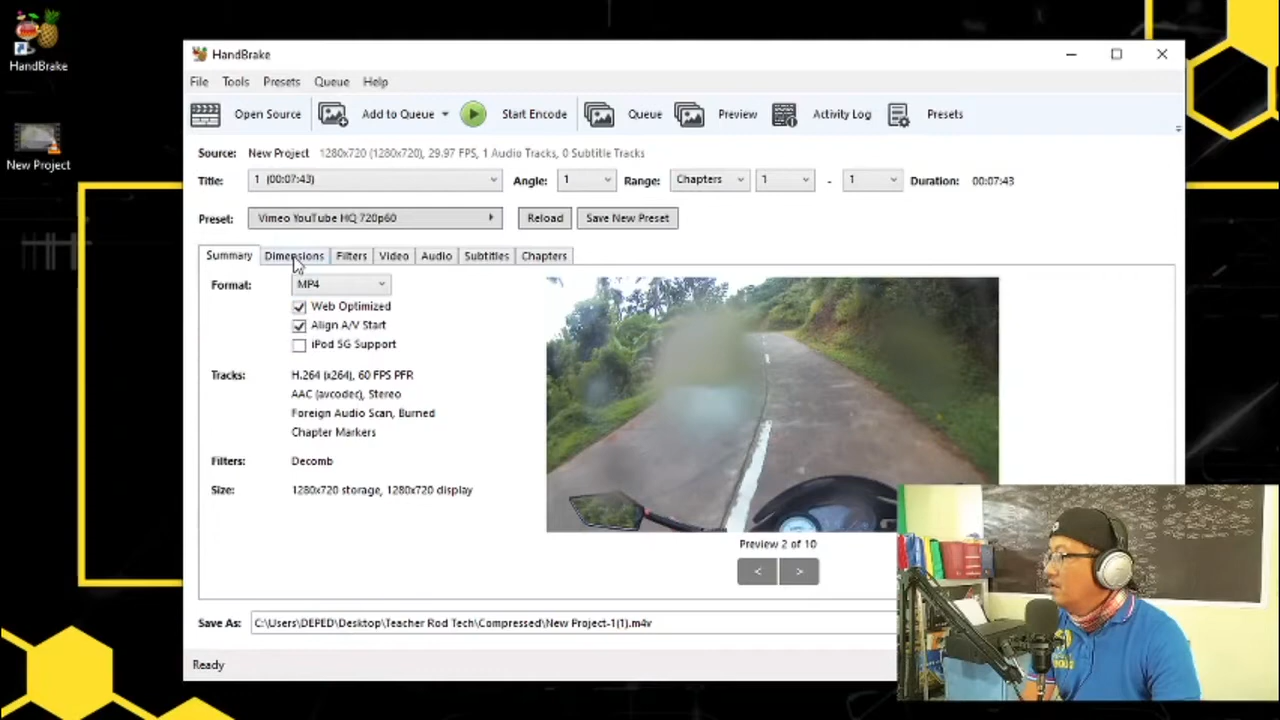 HandBrake
New Project
HandBrake
File Tools Presets Queue Help
Open Source Add to Queue Start Encode Queue Preview Activity Log Presets
Source: New Project 1280x720 (1280x720), 29.97 FPS, 1 Audio Tracks, 0 Subtitle Tracks
Title: 1 (00:07:43) Angle: 1 Range: Chapters 1 - 1 Duration: 00:07:43
Preset: Vimeo YouTube HQ 720p60 Reload Save New Preset
Summary Dimensions Filters Video Audio Subtitles Chapters
Format: MP4
Web Optimized
Align A/V Start
iPod 5G Support
Tracks: H.264 (x264), 60 FPS PFR
AAC (avcodec), Stereo
Foreign Audio Scan, Burned
Chapter Markers
Filters: Decomb
Size: 1280x720 storage, 1280x720 display
Preview 2 of 10
< >
Save As: C:\Users\DEPED\Desktop\Teacher Rod Tech\Compressed\New Project-1(1).m4v
Ready